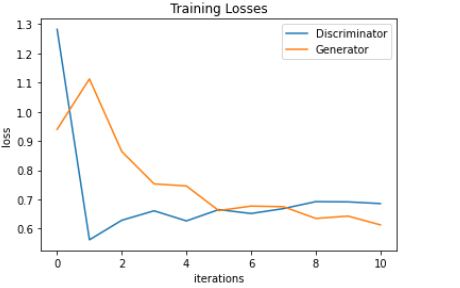 Training Losses
1.3
1.2
1.1
1.0
0.9
0.8
0.7
0.6
loss
Discriminator
Generator
0 2 4 6 8 10
iterations